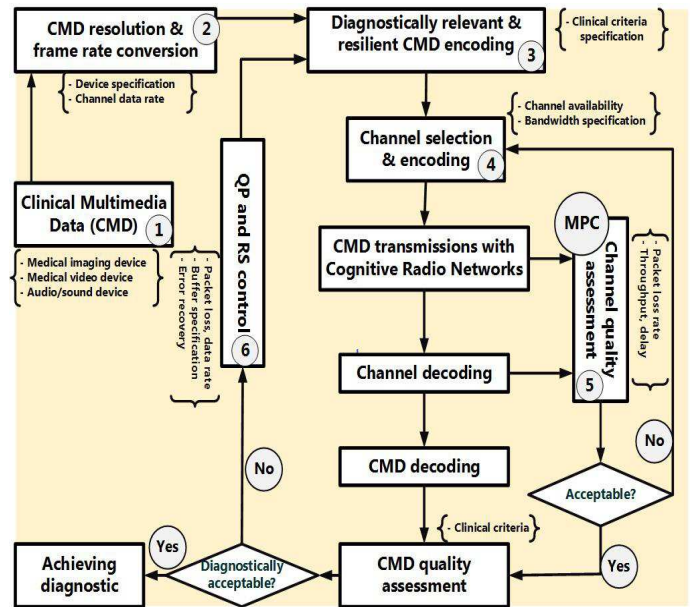 CMD resolution &
frame rate conversion
2
- Device specification
- Channel data rate
Diagnostically relevant &
resilient CMD encoding
3
- Clinical criteria
specification
Clinical Multimedia
Data (CMD)
1
- Medical imaging device
- Medical video device
- Audio/sound device
QP and RS control
6
- Packet loss, data rate
- Buffer specification
- Error recovery
Channel selection
& encoding
4
- Channel availability
- Bandwidth specification
CMD transmissions with
Cognitive Radio Networks
MPC
Channel quality
assessment
5
- Packet loss rate
- Throughput, delay
Channel decoding
CMD decoding
Acceptable?
No
Yes
- Clinical criteria
CMD quality
assessment
Diagnostically
acceptable?
No
Yes
Achieving
diagnostic